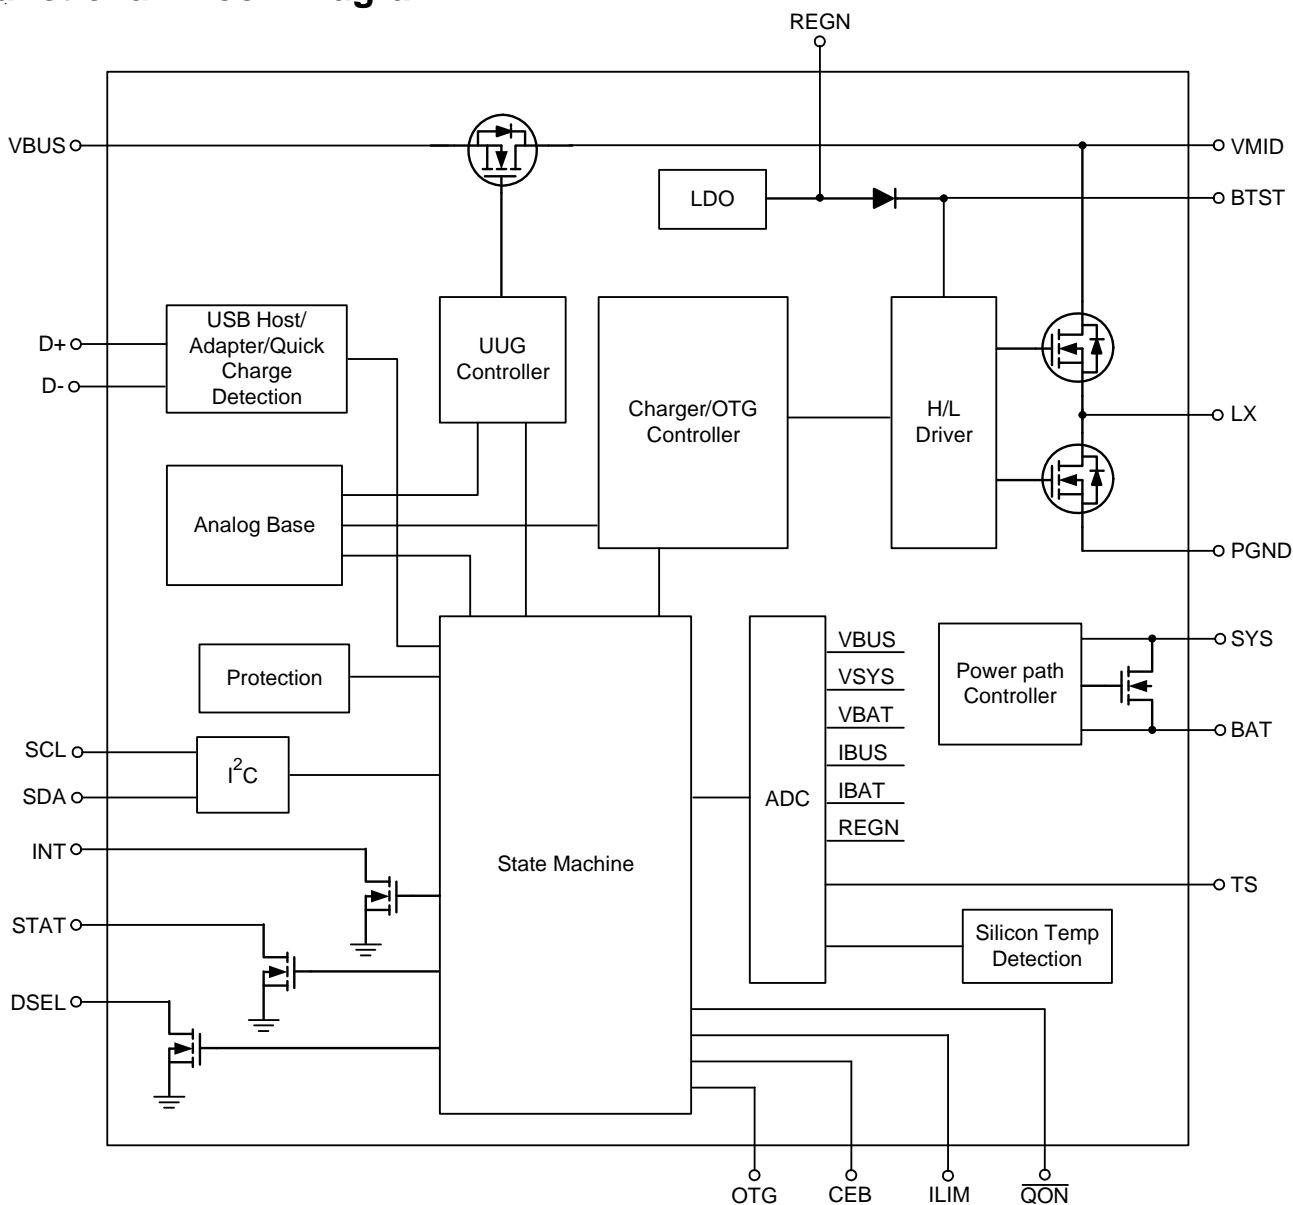 REGN
VBUS
VMID
LDO
BTST
D+
D-
USB Host/
Adapter/Quick
Charge
Detection
UUG
Controller
Charger/OTG
Controller
H/L
Driver
LX
Analog Base
PGND
Protection
SCL
SDA
I²C
INT
STAT
DSEL
State Machine
ADC
VBUS
VSYS
VBAT
IBUS
IBAT
REGN
Power path
Controller
SYS
BAT
TS
Silicon Temp
Detection
OTG
CEB
ILIM
Q̅O̅N̅